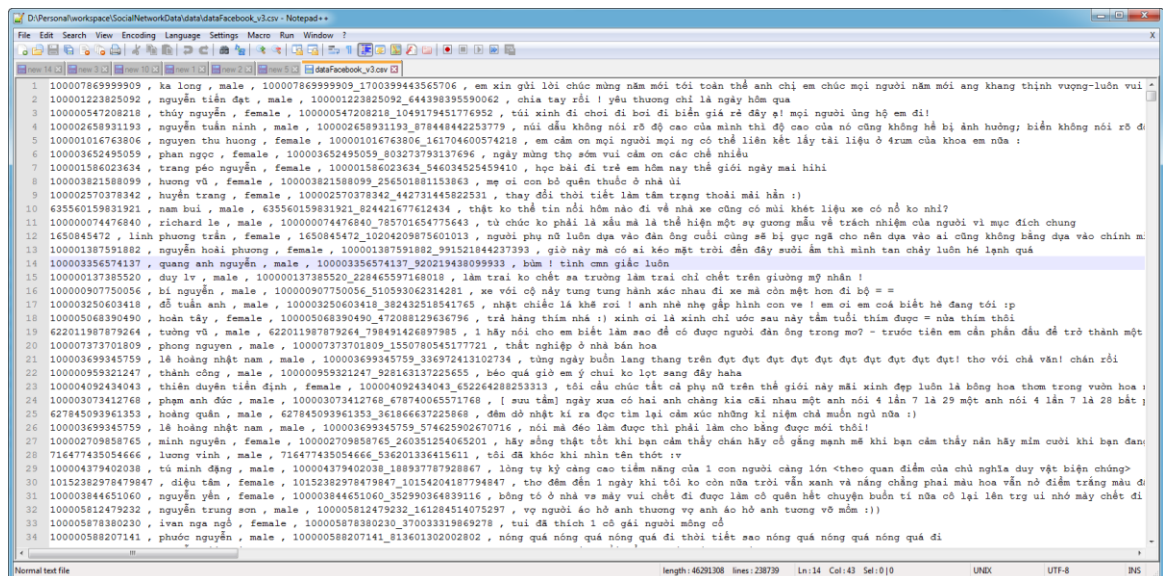 D:\Personal\workspace\SocialNetworkData\data\dataFacebook_v3.csv - Notepad++
File Edit Search View Encoding Language Settings Macro Run Window ? X
new 14 new 3 new 10 new 1 new 2 new 5 dataFacebook_v3.csv
1 100007869999909 , ka long , male , 100007869999909_1700399443565706 , em xin gửi lời chúc mừng năm mới tới toàn thể anh chị em chúc mọi người năm mới ang khang thịnh vượng-luôn vui
2 100001223825092 , nguyễn tiến đạt , male , 100001223825092_644398395590062 , chia tay rồi ! yêu thương chỉ là ngày hôm qua
3 100000547208218 , thúy nguyễn , female , 100000547208218_1049179451776952 , túi xinh đi chơi đi bơi đi biển giá rẻ đây ạ! mọi người ủng hộ em đi!
4 100002658931193 , nguyễn tuấn ninh , male , 100002658931193_878448442253779 , núi dẫu không nói rõ độ cao của mình thì độ cao của nó cũng không hề bị ảnh hưởng; biển không nói rõ
5 100001016763806 , nguyen thu huong , female , 100001016763806_161704600574218 , em cảm ơn mọi người mọi ng có thể liên kết lấy tài liệu ở 4rum của khoa em nữa :
6 100003652495059 , phan ngọc , female , 100003652495059_803273793137696 , ngày mừng thọ sớm vui cảm ơn các chế nhiều
7 100001586023634 , trang péo nguyễn , female , 100001586023634_546034525459410 , học bài đi trẻ em hôm nay thế giới ngày mai hihi
8 100003821588099 , huong vũ , female , 100003821588099_256501881153863 , mẹ ơi con bỏ quên thuốc ở nhà ùi
9 100002570378342 , huyền trang , female , 100002570378342_442731445822531 , thay đổi thời tiết làm tâm trạng thoải mải hẳn :)
10 635560159831921 , nam bui , male , 635560159831921_824421677612434 , thật ko thể tin nổi hôm nào đi về nhà xe cũng có mùi khét liệu xe có nổ ko nhỉ?
11 100000074476840 , richard le , male , 100000074476840_785701654775643 , từ chức ko phải là xấu mà là thể hiện một sự gương mẫu về trách nhiệm của người vì mục đích chung
12 1650845472 , linh phương trần , female , 1650845472_10204209875601013 , người phụ nữ luôn dựa vào đàn ông cuối cùng sẽ bị gục ngã cho nên dựa vào ai cũng không bằng dựa vào chính
13 100001387591882 , nguyễn hoài phương , female , 100001387591882_991521844237393 , giờ này mà có ai kéo mặt trời đến đây sưởi ấm thì mình tan chảy luôn hé lạnh quá
14 100003356574137 , quang anh nguyễn , male , 100003356574137_920219438099933 , bùm ! tỉnh cmn giấc luôn
15 100000137385520 , duy lv , male , 100000137385520_228465597168018 , làm trai ko chết sa trường làm trai chỉ chết trên giường mỹ nhân !
16 100000907750056 , bí nguyễn , male , 100000907750056_510593062314281 , xe với cộ nảy tung tung hành xác nhau đi xe mà còn mệt hơn đi bộ = =
17 100003250603418 , đỗ tuấn anh , male , 100003250603418_382432518541765 , nhặt chiếc lá khẽ rơi ! anh nhè nhẹ gấp hình con ve ! em ơi em coá biết hè đang tới :p
18 100005068390490 , hoàn tây , female , 100005068390490_472088129636796 , trả hàng thím nhá :) xinh ơi là xinh chỉ ước sau này tầm tuổi thím được = nửa thím thôi
19 622011987879264 , tường vũ , male , 622011987879264_798491426897985 , 1 hãy nói cho em biết làm sao để có được người đàn ông trong mơ? - trước tiên em cần phấn đấu để trở thành một
20 100007373701809 , phong nguyen , male , 100007373701809_1550780545177721 , thất nghiệp ở nhà bán hoa
21 100003699345759 , lê hoàng nhật nam , male , 100003699345759_336972413102734 , từng ngày buồn lang thang trên đụt đụt đụt đụt đụt đụt đụt đụt đụt đụt! thơ với chả văn! chán rồi
22 100000959321247 , thành công , male , 100000959321247_928163137225655 , béo quá giờ em ý chui ko lọt sang đây haha
23 100004092434043 , thiên duyên tiền định , female , 100004092434043_652264288253313 , tôi cầu chúc tất cả phụ nữ trên thế giới này mãi xinh đẹp luôn là bông hoa thơm trong vườn hoa
24 100003073412768 , phạm anh đức , male , 100003073412768_678740065571768 , [ sưu tầm] ngày xưa có hai anh chàng kia cãi nhau một anh nói 4 lần 7 là 29 một anh nói 4 lần 7 là 28 bất
25 627845093961353 , hoàng quân , male , 627845093961353_361866637225868 , đêm dở nhật kí ra đọc tìm lại cảm xúc những kỉ niệm chả muốn ngủ nữa :)
26 100003699345759 , lê hoàng nhật nam , male , 100003699345759_574625902670716 , nói mà déo làm được thì phải làm cho bằng được mới thôi!
27 100002709858765 , minh nguyên , female , 100002709858765_260351254065201 , hãy sống thật tốt khi bạn cảm thấy chán hãy cố gắng mạnh mẽ khi bạn cảm thấy nản hãy mỉm cười khi bạn
28 716477435054666 , lương vinh , male , 716477435054666_536201336415611 , tôi đã khóc khi nhìn tên thớt :v
29 100004379402038 , tú minh đặng , male , 100004379402038_188937787928867 , lòng tự kỷ càng cao tiềm năng của 1 con người càng lớn <theo quan điểm của chủ nghĩa duy vật biện chứng>
30 10152382978479847 , diệu tâm , female , 10152382978479847_10154204187794847 , thơ đêm đến 1 ngày khi tôi ko còn nữa trời vẫn xanh và nắng chẳng phai màu hoa vẫn nở điểm trắng màu
31 100003844651060 , nguyễn yến , female , 100003844651060_352990364839116 , bông tó ở nhà vs máy vui chết đi được làm cô quên hết chuyện buồn tí nữa cô lại lên trg ui nhớ máy chết đi
32 100005812479232 , nguyễn trung sơn , male , 100005812479232_161284514075297 , vợ người áo hở anh thương vợ anh áo hở anh tương vỡ mồm :))
33 100005878380230 , ivan nga ngố , female , 100005878380230_370033319869278 , tui đã thích 1 cô gái người mông cổ
34 100000588207141 , phước nguyễn , male , 100000588207141_813601302002802 , nóng quá nóng quá nóng quá đi thời tiết sao nóng quá nóng quá nóng quá đi
Normal text file length : 46291308 lines : 238739 Ln : 14 Col : 43 Sel : 0 | 0 UNIX UTF-8 INS